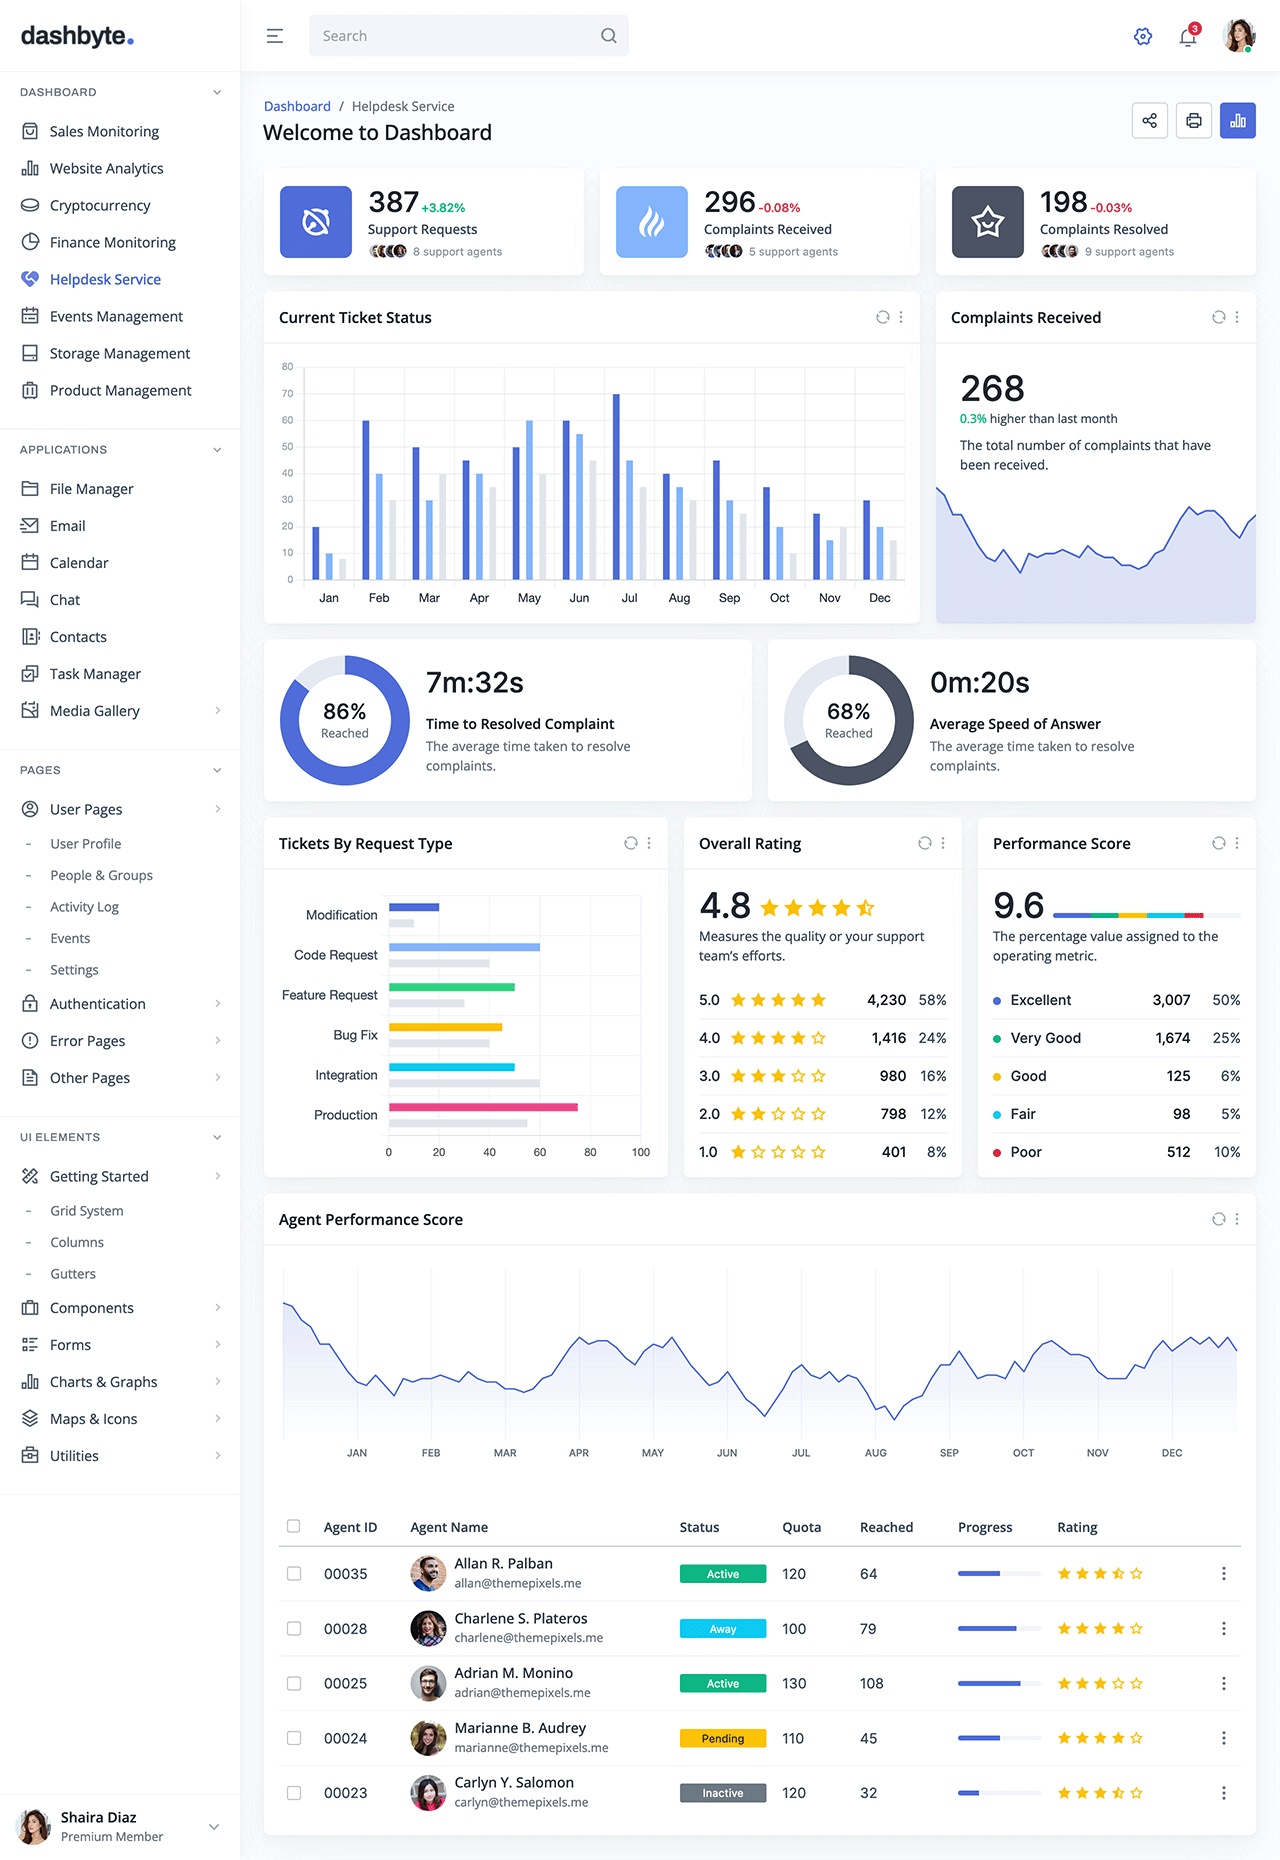 dashbyte.
Search
3
DASHBOARD
Sales Monitoring
Website Analytics
Cryptocurrency
Finance Monitoring
Helpdesk Service
Events Management
Storage Management
Product Management
APPLICATIONS
File Manager
Email
Calendar
Chat
Contacts
Task Manager
Media Gallery
PAGES
User Pages
- User Profile
- People & Groups
- Activity Log
- Events
- Settings
Authentication
Error Pages
Other Pages
UI ELEMENTS
Getting Started
- Grid System
- Columns
- Gutters
Components
Forms
Charts & Graphs
Maps & Icons
Utilities
Shaira Diaz
Premium Member
Dashboard / Helpdesk Service
Welcome to Dashboard
387 +3.82%
Support Requests
8 support agents
296 -0.08%
Complaints Received
5 support agents
198 -0.03%
Complaints Resolved
9 support agents
Current Ticket Status
80
70
60
50
40
30
20
10
0
Jan Feb Mar Apr May Jun Jul Aug Sep Oct Nov Dec
Complaints Received
268
0.3% higher than last month
The total number of complaints that have
been received.
86%
Reached
7m:32s
Time to Resolved Complaint
The average time taken to resolve
complaints.
68%
Reached
0m:20s
Average Speed of Answer
The average time taken to resolve
complaints.
Tickets By Request Type
Modification
Code Request
Feature Request
Bug Fix
Integration
Production
0 20 40 60 80 100
Overall Rating
4.8
Measures the quality or your support
team's efforts.
5.0 4,230 58%
4.0 1,416 24%
3.0 980 16%
2.0 798 12%
1.0 401 8%
Performance Score
9.6
The percentage value assigned to the
operating metric.
Excellent 3,007 50%
Very Good 1,674 25%
Good 125 6%
Fair 98 5%
Poor 512 10%
Agent Performance Score
JAN FEB MAR APR MAY JUN JUL AUG SEP OCT NOV DEC
Agent ID Agent Name Status Quota Reached Progress Rating
00035 Allan R. Palban Active 120 64
allan@themepixels.me
00028 Charlene S. Plateros Away 100 79
charlene@themepixels.me
00025 Adrian M. Monino Active 130 108
adrian@themepixels.me
00024 Marianne B. Audrey Pending 110 45
marianne@themepixels.me
00023 Carlyn Y. Salomon Inactive 120 32
carlyn@themepixels.me